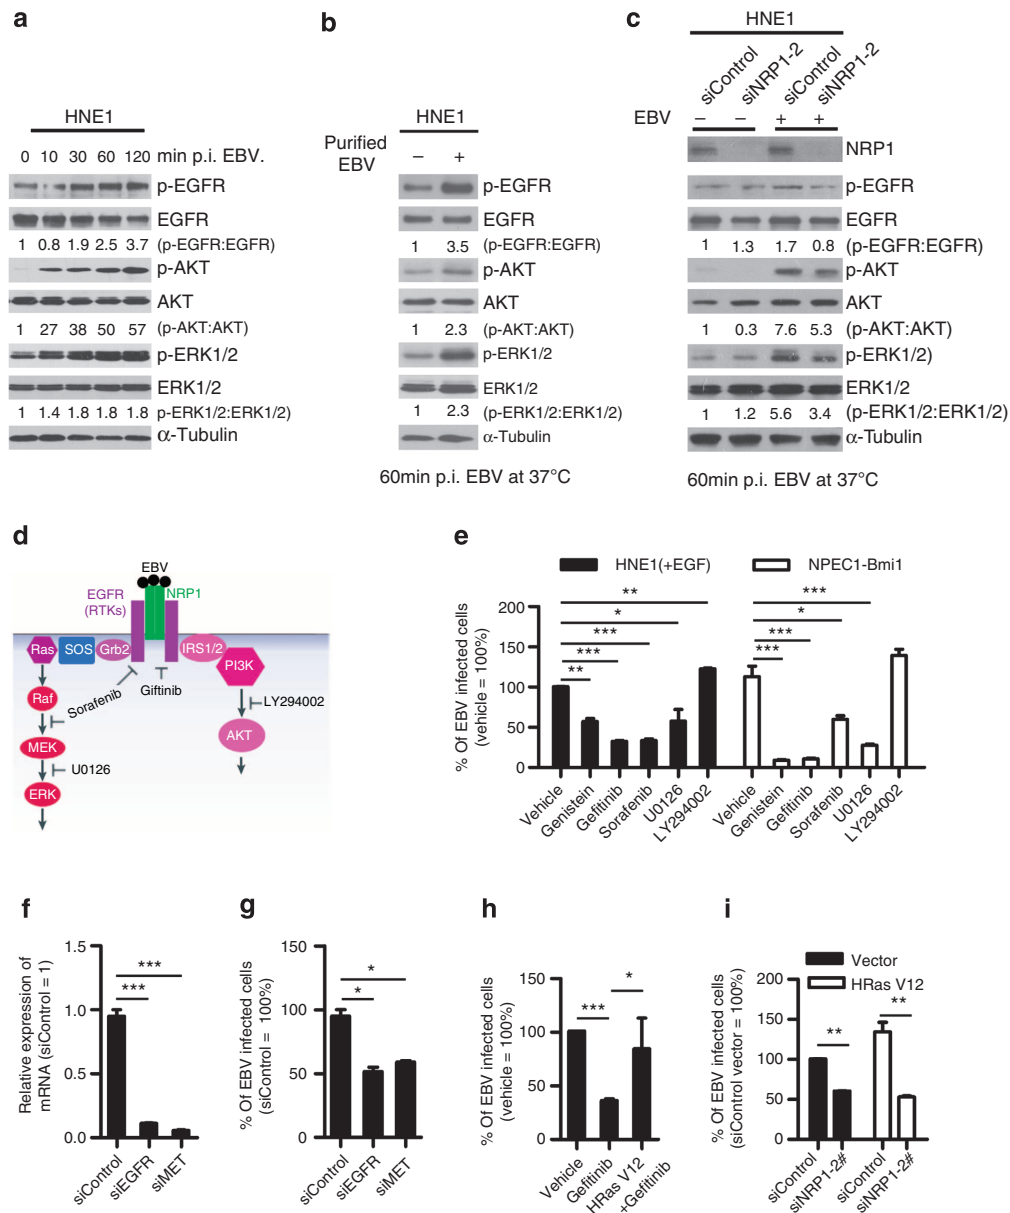 a
HNE1
0 10 30 60 120 min p.i. EBV.
p-EGFR
EGFR
1 0.8 1.9 2.5 3.7 (p-EGFR:EGFR)
p-AKT
AKT
1 27 38 50 57 (p-AKT:AKT)
p-ERK1/2
ERK1/2
1 1.4 1.8 1.8 1.8 p-ERK1/2:ERK1/2)
α-Tubulin
b
HNE1
Purified
EBV
– +
p-EGFR
EGFR
1 3.5 (p-EGFR:EGFR)
p-AKT
AKT
1 2.3 (p-AKT:AKT)
p-ERK1/2
ERK1/2
1 2.3 (p-ERK1/2:ERK1/2)
α-Tubulin
60min p.i. EBV at 37°C
c
HNE1
siControl siNRP1-2 siControl siNRP1-2
EBV – – + +
NRP1
p-EGFR
EGFR
1 1.3 1.7 0.8 (p-EGFR:EGFR)
p-AKT
AKT
1 0.3 7.6 5.3 (p-AKT:AKT)
p-ERK1/2)
ERK1/2
1 1.2 5.6 3.4 (p-ERK1/2:ERK1/2)
α-Tubulin
60min p.i. EBV at 37°C
d
EBV
EGFR
(RTKs)
NRP1
Ras SOS Grb2 IRS1/2
PI3K
Raf
Sorafenib
Giftinib
LY294002
MEK
AKT
U0126
ERK
e
HNE1(+EGF) NPEC1-Bmi1
% Of EBV infected cells
(vehicle = 100%)
200
150
100
50
0
**
*
***
***
**
***
*
***
***
Vehicle Genistein Gefitinib Sorafenib U0126 LY294002 Vehicle Genistein Gefitinib Sorafenib U0126 LY294002
f
Relative expression of
mRNA (siControl = 1)
1.5
1.0
0.5
0.0
***
***
siControl siEGFR siMET
g
% Of EBV infected cells
(siControl = 100%)
150
100
50
0
*
*
siControl siEGFR siMET
h
% Of EBV infected cells
(vehicle = 100%)
150
100
50
0
***
*
Vehicle Gefitinib HRas V12
+Gefitinib
i
Vector
HRas V12
% Of EBV infected cells
(siControl vector = 100%)
200
150
100
50
0
**
**
siControl siNRP1-2# siControl siNRP1-2#